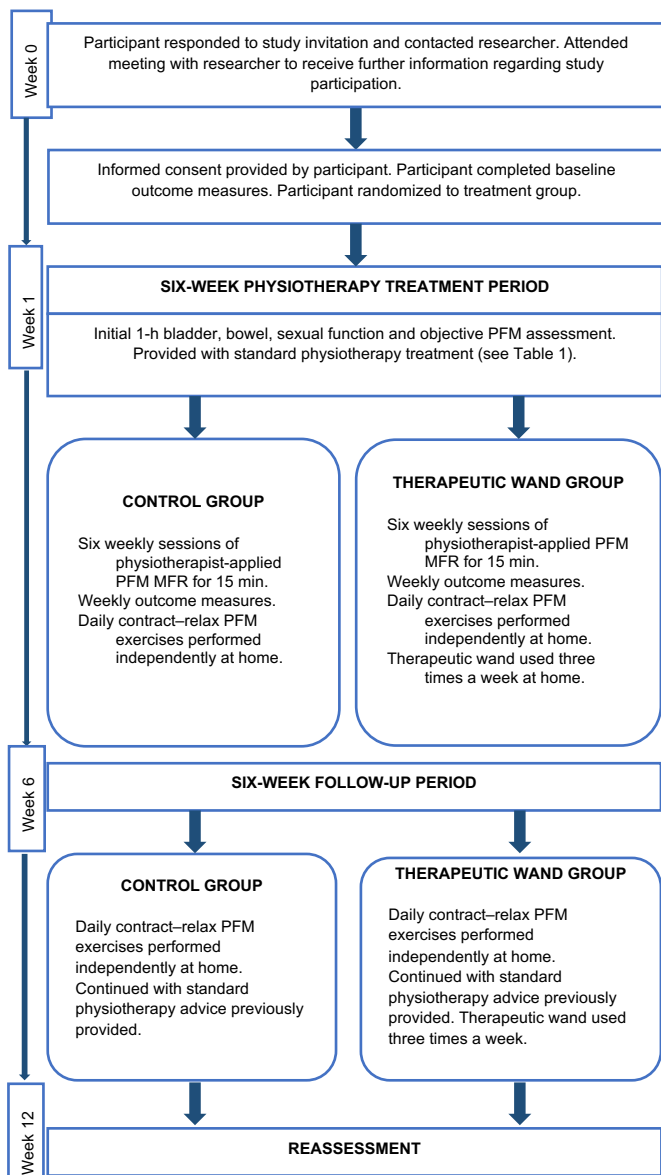 Week 0
Participant responded to study invitation and contacted researcher. Attended
meeting with researcher to receive further information regarding study
participation.
Informed consent provided by participant. Participant completed baseline
outcome measures. Participant randomized to treatment group.
Week 1
SIX-WEEK PHYSIOTHERAPY TREATMENT PERIOD
Initial 1-h bladder, bowel, sexual function and objective PFM assessment.
Provided with standard physiotherapy treatment (see Table 1).
CONTROL GROUP
Six weekly sessions of
physiotherapist-applied
PFM MFR for 15 min.
Weekly outcome measures.
Daily contract–relax PFM
exercises performed
independently at home.
THERAPEUTIC WAND GROUP
Six weekly sessions of
physiotherapist-applied PFM
MFR for 15 min.
Weekly outcome measures.
Daily contract–relax PFM
exercises performed
independently at home.
Therapeutic wand used three
times a week at home.
Week 6
SIX-WEEK FOLLOW-UP PERIOD
CONTROL GROUP
Daily contract–relax PFM
exercises performed
independently at home.
Continued with standard
physiotherapy advice previously
provided.
THERAPEUTIC WAND GROUP
Daily contract–relax PFM
exercises performed
independently at home.
Continued with standard
physiotherapy advice previously
provided. Therapeutic wand used
three times a week.
Week 12
REASSESSMENT